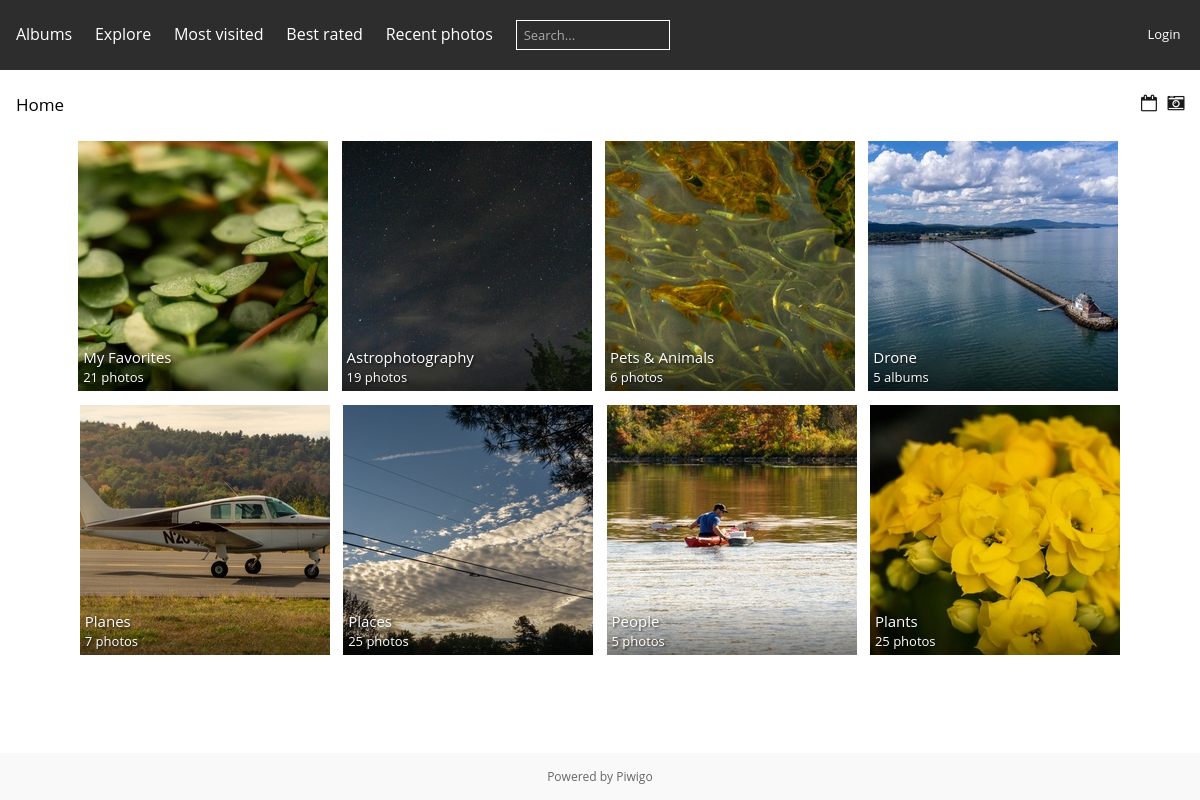 Albums Explore Most visited Best rated Recent photos Search... Login
Home
My Favorites
21 photos
Astrophotography
19 photos
Pets & Animals
6 photos
Drone
5 albums
Planes
7 photos
Places
25 photos
People
5 photos
Plants
25 photos
Powered by Piwigo